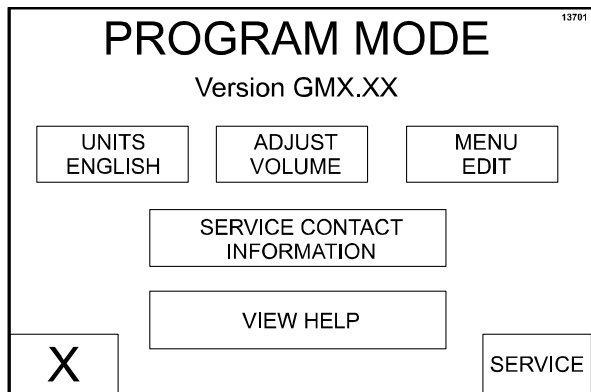 13701
PROGRAM MODE
Version GMX.XX
UNITS
ENGLISH
ADJUST
VOLUME
MENU
EDIT
SERVICE CONTACT
INFORMATION
VIEW HELP
X
SERVICE